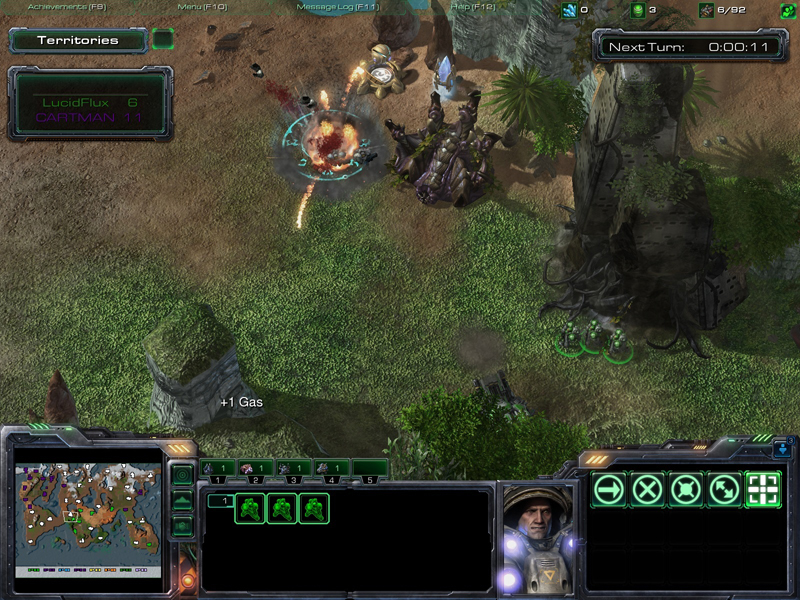 Achievements (F9) Menu (F10) Message Log (F11) Help (F12) 0 3 6/92
Territories
Next Turn: 0:00:11
LucidFlux 6
CARTMAN 11
+1 Gas
1 1 1 1
1 2 3 4 5
1